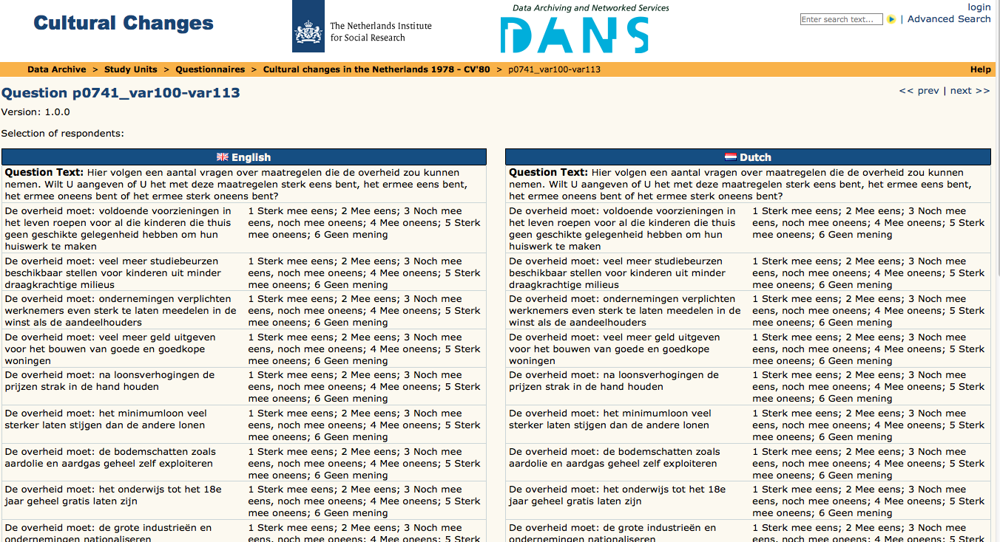 Cultural Changes
The Netherlands Institute
for Social Research
Data Archiving and Networked Services
DANS
login
Enter search text... | Advanced Search
Data Archive > Study Units > Questionnaires > Cultural changes in the Netherlands 1978 - CV'80 > p0741_var100-var113
Help
Question p0741_var100-var113
<< prev | next >>
Version: 1.0.0
Selection of respondents:
English
Question Text: Hier volgen een aantal vragen over maatregelen die de overheid zou kunnen
nemen. Wilt U aangeven of U het met deze maatregelen sterk eens bent, het ermee eens bent,
het ermee oneens bent of het ermee sterk oneens bent?
De overheid moet: voldoende voorzieningen in
het leven roepen voor al die kinderen die thuis
geen geschikte gelegenheid hebben om hun
huiswerk te maken
1 Sterk mee eens; 2 Mee eens; 3 Noch mee
eens, noch mee oneens; 4 Mee oneens; 5 Sterk
mee oneens; 6 Geen mening
De overheid moet: veel meer studiebeurzen
beschikbaar stellen voor kinderen uit minder
draagkrachtige milieus
1 Sterk mee eens; 2 Mee eens; 3 Noch mee
eens, noch mee oneens; 4 Mee oneens; 5 Sterk
mee oneens; 6 Geen mening
De overheid moet: ondernemingen verplichten
werknemers even sterk te laten meedelen in de
winst als de aandeelhouders
1 Sterk mee eens; 2 Mee eens; 3 Noch mee
eens, noch mee oneens; 4 Mee oneens; 5 Sterk
mee oneens; 6 Geen mening
De overheid moet: veel meer geld uitgeven
voor het bouwen van goede en goedkope
woningen
1 Sterk mee eens; 2 Mee eens; 3 Noch mee
eens, noch mee oneens; 4 Mee oneens; 5 Sterk
mee oneens; 6 Geen mening
De overheid moet: na loonsverhogingen de
prijzen strak in de hand houden
1 Sterk mee eens; 2 Mee eens; 3 Noch mee
eens, noch mee oneens; 4 Mee oneens; 5 Sterk
mee oneens; 6 Geen mening
De overheid moet: het minimumloon veel
sterker laten stijgen dan de andere lonen
1 Sterk mee eens; 2 Mee eens; 3 Noch mee
eens, noch mee oneens; 4 Mee oneens; 5 Sterk
mee oneens; 6 Geen mening
De overheid moet: de bodemschatten zoals
aardolie en aardgas geheel zelf exploiteren
1 Sterk mee eens; 2 Mee eens; 3 Noch mee
eens, noch mee oneens; 4 Mee oneens; 5 Sterk
mee oneens; 6 Geen mening
De overheid moet: het onderwijs tot het 18e
jaar geheel gratis laten zijn
1 Sterk mee eens; 2 Mee eens; 3 Noch mee
eens, noch mee oneens; 4 Mee oneens; 5 Sterk
mee oneens; 6 Geen mening
De overheid moet: de grote industrieën en
ondernemingen nationaliseren
1 Sterk mee eens; 2 Mee eens; 3 Noch mee
eens, noch mee oneens; 4 Mee oneens; 5 Sterk
Dutch
Question Text: Hier volgen een aantal vragen over maatregelen die de overheid zou kunnen
nemen. Wilt U aangeven of U het met deze maatregelen sterk eens bent, het ermee eens bent,
het ermee oneens bent of het ermee sterk oneens bent?
De overheid moet: voldoende voorzieningen in
het leven roepen voor al die kinderen die thuis
geen geschikte gelegenheid hebben om hun
huiswerk te maken
1 Sterk mee eens; 2 Mee eens; 3 Noch mee
eens, noch mee oneens; 4 Mee oneens; 5 Sterk
mee oneens; 6 Geen mening
De overheid moet: veel meer studiebeurzen
beschikbaar stellen voor kinderen uit minder
draagkrachtige milieus
1 Sterk mee eens; 2 Mee eens; 3 Noch mee
eens, noch mee oneens; 4 Mee oneens; 5 Sterk
mee oneens; 6 Geen mening
De overheid moet: ondernemingen verplichten
werknemers even sterk te laten meedelen in de
winst als de aandeelhouders
1 Sterk mee eens; 2 Mee eens; 3 Noch mee
eens, noch mee oneens; 4 Mee oneens; 5 Sterk
mee oneens; 6 Geen mening
De overheid moet: veel meer geld uitgeven
voor het bouwen van goede en goedkope
woningen
1 Sterk mee eens; 2 Mee eens; 3 Noch mee
eens, noch mee oneens; 4 Mee oneens; 5 Sterk
mee oneens; 6 Geen mening
De overheid moet: na loonsverhogingen de
prijzen strak in de hand houden
1 Sterk mee eens; 2 Mee eens; 3 Noch mee
eens, noch mee oneens; 4 Mee oneens; 5 Sterk
mee oneens; 6 Geen mening
De overheid moet: het minimumloon veel
sterker laten stijgen dan de andere lonen
1 Sterk mee eens; 2 Mee eens; 3 Noch mee
eens, noch mee oneens; 4 Mee oneens; 5 Sterk
mee oneens; 6 Geen mening
De overheid moet: de bodemschatten zoals
aardolie en aardgas geheel zelf exploiteren
1 Sterk mee eens; 2 Mee eens; 3 Noch mee
eens, noch mee oneens; 4 Mee oneens; 5 Sterk
mee oneens; 6 Geen mening
De overheid moet: het onderwijs tot het 18e
jaar geheel gratis laten zijn
1 Sterk mee eens; 2 Mee eens; 3 Noch mee
eens, noch mee oneens; 4 Mee oneens; 5 Sterk
mee oneens; 6 Geen mening
De overheid moet: de grote industrieën en
ondernemingen nationaliseren
1 Sterk mee eens; 2 Mee eens; 3 Noch mee
eens, noch mee oneens; 4 Mee oneens; 5 Sterk